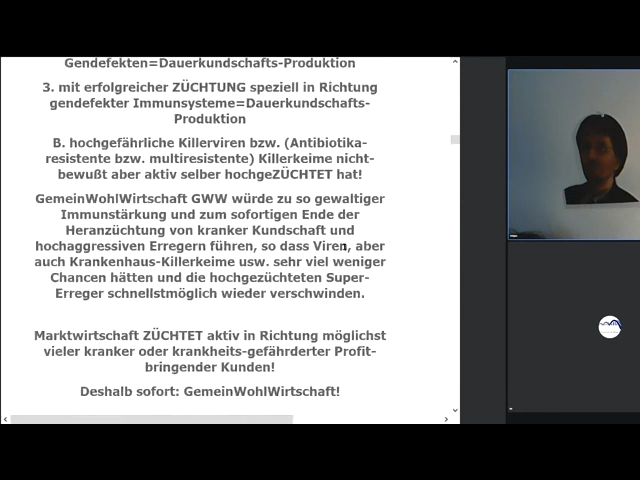 Gendefekten=Dauerkundschafts-Produktion
3. mit erfolgreicher ZÜCHTUNG speziell in Richtung
gendefekter Immunsysteme=Dauerkundschafts-
Produktion
B. hochgefährliche Killerviren bzw. (Antibiotika-
resistente bzw. multiresistente) Killerkeime nicht-
bewußt aber aktiv selber hochgeZÜCHTET hat!
GemeinWohlWirtschaft GWW würde zu so gewaltiger
Immunstärkung und zum sofortigen Ende der
Heranzüchtung von kranker Kundschaft und
hochaggressiven Erregern führen, so dass Viren, aber
auch Krankenhaus-Killerkeime usw. sehr viel weniger
Chancen hätten und die hochgezüchteten Super-
Erreger schnellstmöglich wieder verschwinden.
Marktwirtschaft ZÜCHTET aktiv in Richtung möglichst
vieler kranker oder krankheits-gefährderter Profit-
bringender Kunden!
Deshalb sofort: GemeinWohlWirtschaft!